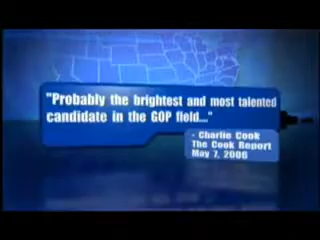 "Probably the brightest and most talented
candidate in the GOP field..."
- Charlie Cook
The Cook Report
May 7, 2006